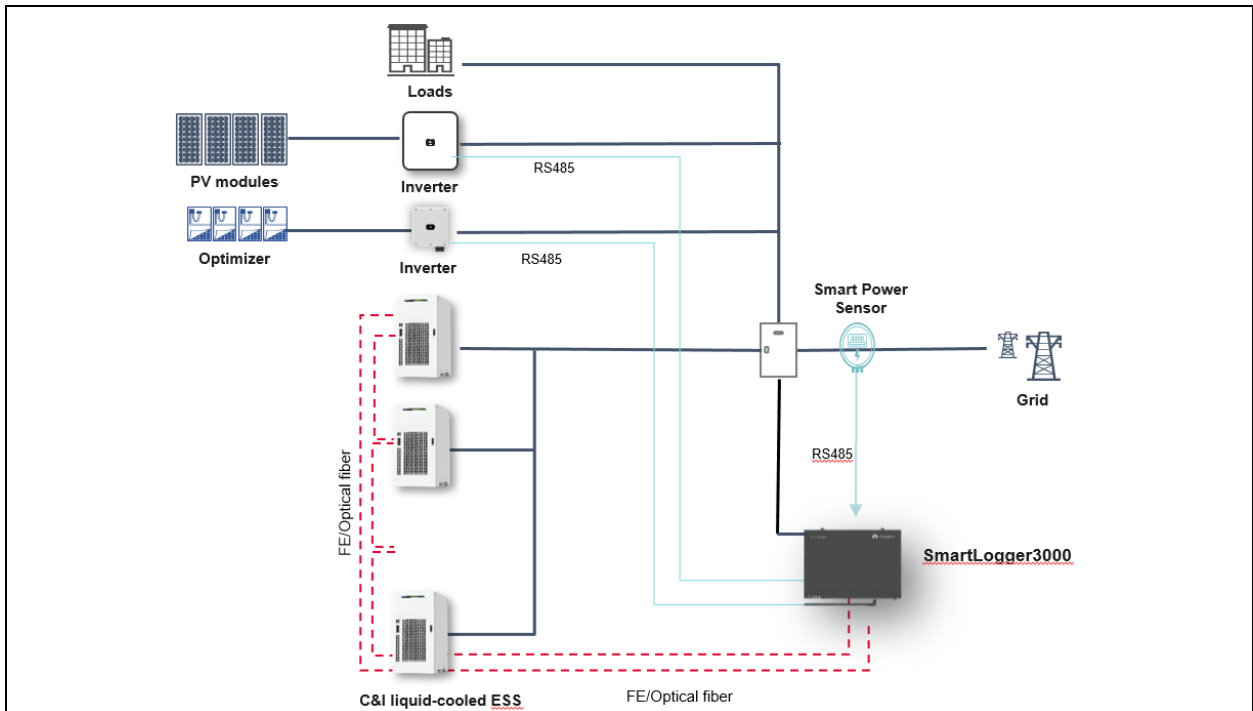 Loads
PV modules
Inverter
RS485
Optimizer
Inverter
RS485
Smart Power
Sensor
Grid
FE/Optical fiber
RS485
SmartLogger3000
C&I liquid-cooled ESS
FE/Optical fiber